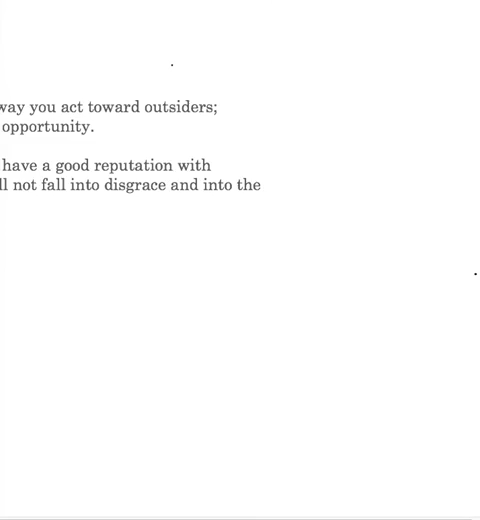 way you act toward outsiders;
opportunity.
have a good reputation with
not fall into disgrace and into the